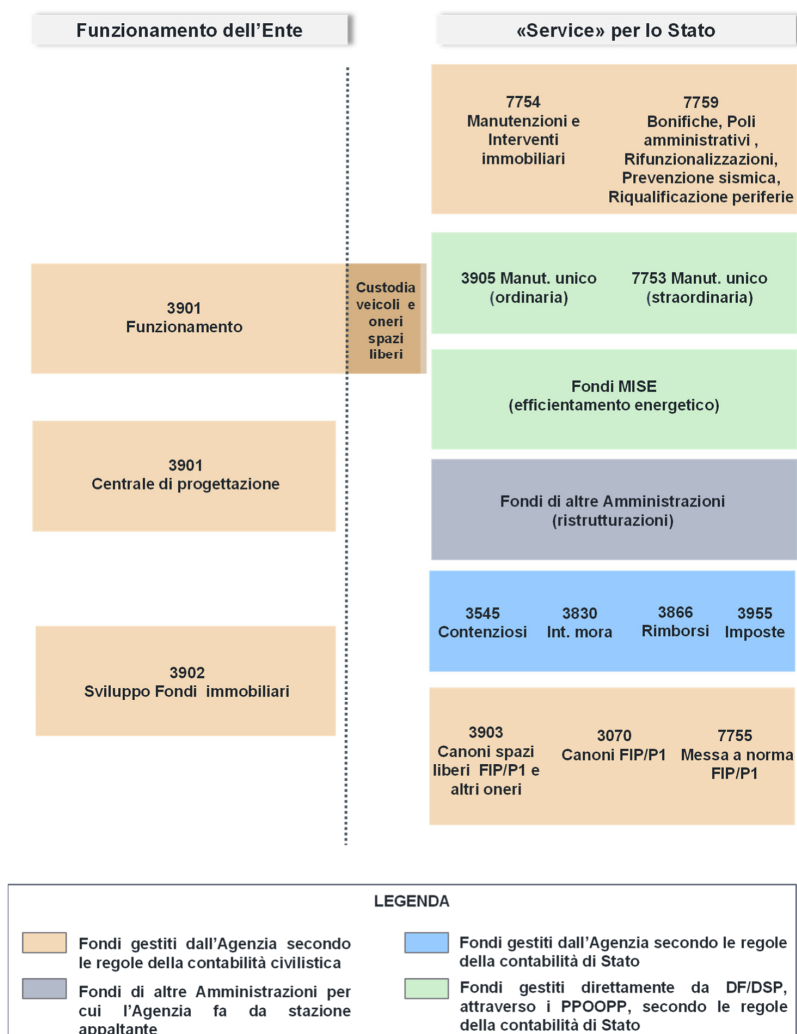 Funzionamento dell'Ente
«Service» per lo Stato
7754
Manutenzioni e
Interventi
immobiliari
7759
Bonifiche, Poli
amministrativi ,
Rifunzionalizzazioni,
Prevenzione sismica,
Riqualificazione periferie
3901
Funzionamento
Custodia
veicoli e
oneri
spazi
liberi
3905 Manut. unico
(ordinaria)
7753 Manut. unico
(straordinaria)
Fondi MISE
(efficientamento energetico)
3901
Centrale di progettazione
Fondi di altre Amministrazioni
(ristrutturazioni)
3545
Contenziosi
3830
Int. mora
3866
Rimborsi
3955
Imposte
3902
Sviluppo Fondi immobiliari
3903
Canoni spazi
liberi FIP/P1 e
altri oneri
3070
Canoni FIP/P1
7755
Messa a norma
FIP/P1
LEGENDA
Fondi gestiti dall'Agenzia secondo
le regole della contabilità civilistica
Fondi di altre Amministrazioni per
cui l'Agenzia fa da stazione
appaltante
Fondi gestiti dall'Agenzia secondo le regole
della contabilità di Stato
Fondi gestiti direttamente da DF/DSP,
attraverso i PPOOPP, secondo le regole
della contabilità di Stato